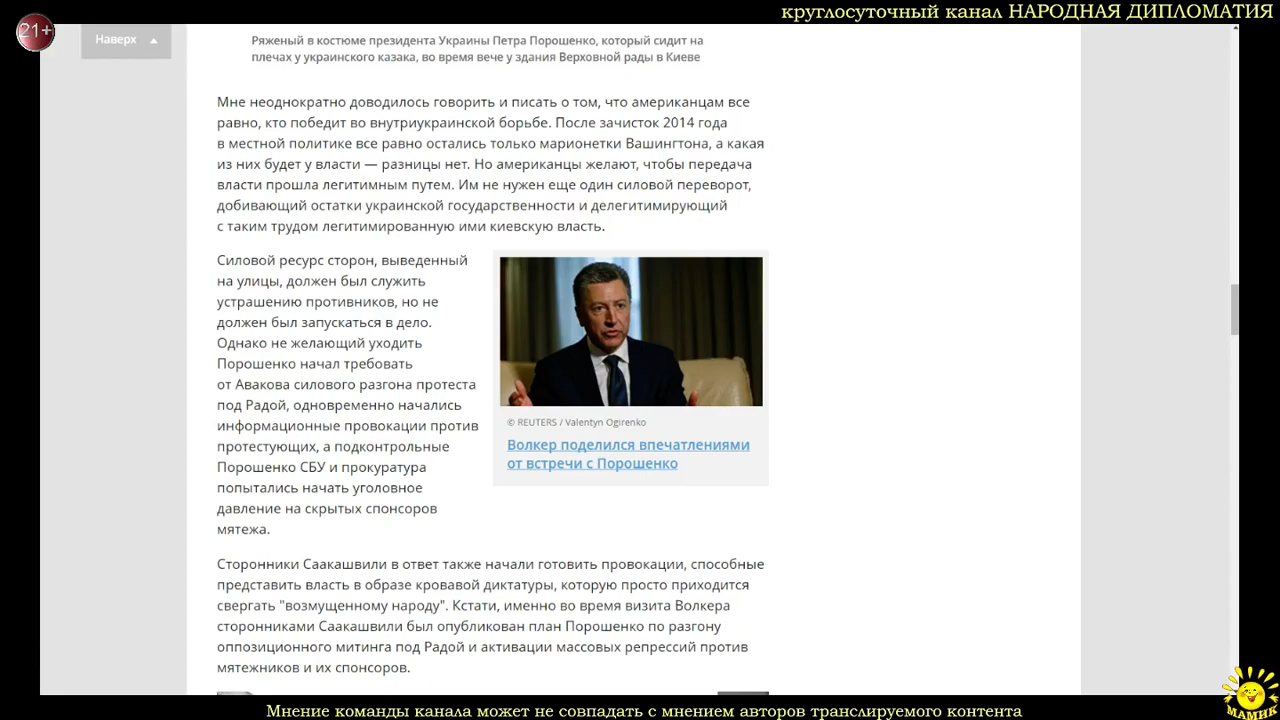 круглосуточный канал НАРОДНАЯ ДИПЛОМАТИЯ
21+
Наверх
Ряженый в костюме президента Украины Петра Порошенко, который сидит на
плечах у украинского казака, во время вече у здания Верховной рады в Киеве
Мне неоднократно доводилось говорить и писать о том, что американцам все
равно, кто победит во внутриукраинской борьбе. После зачисток 2014 года
в местной политике все равно остались только марионетки Вашингтона, а какая
из них будет у власти — разницы нет. Но американцы желают, чтобы передача
власти прошла легитимным путем. Им не нужен еще один силовой переворот,
добивающий остатки украинской государственности и делегитимирующий
с таким трудом легитимированную ими киевскую власть.
Силовой ресурс сторон, выведенный
на улицы, должен был служить
устрашению противников, но не
должен был запускаться в дело.
Однако не желающий уходить
Порошенко начал требовать
от Авакова силового разгона протеста
под Радой, одновременно начались
информационные провокации против
протестующих, а подконтрольные
Порошенко СБУ и прокуратура
попытались начать уголовное
давление на скрытых спонсоров
мятежа.
© REUTERS / Valentyn Ogirenko
Волкер поделился впечатлениями
от встречи с Порошенко
Сторонники Саакашвили в ответ также начали готовить провокации, способные
представить власть в образе кровавой диктатуры, которую просто приходится
свергать "возмущенному народу". Кстати, именно во время визита Волкера
сторонниками Саакашвили был опубликован план Порошенко по разгону
оппозиционного митинга под Радой и активации массовых репрессий против
мятежников и их спонсоров.
МАМИК
Мнение команды канала может не совпадать с мнением авторов транслируемого контента